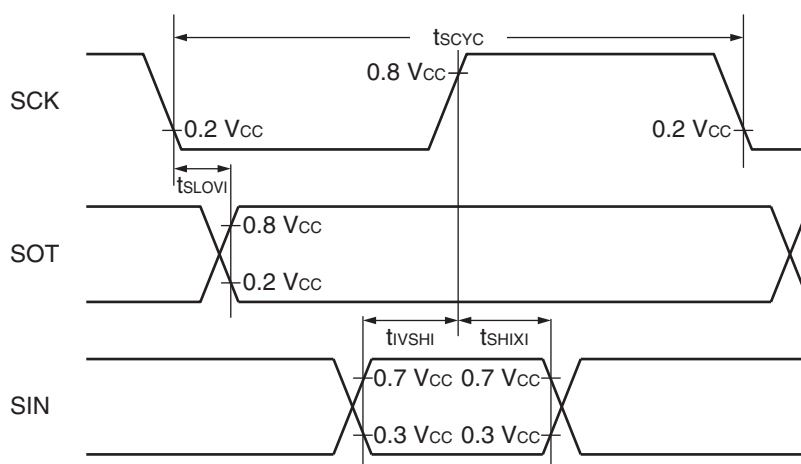 tSCYC
SCK
0.8 VCC
0.2 VCC
0.2 VCC
tSLOVI
SOT
0.8 VCC
0.2 VCC
tIVSHI
tSHIXI
SIN
0.7 VCC
0.7 VCC
0.3 VCC
0.3 VCC